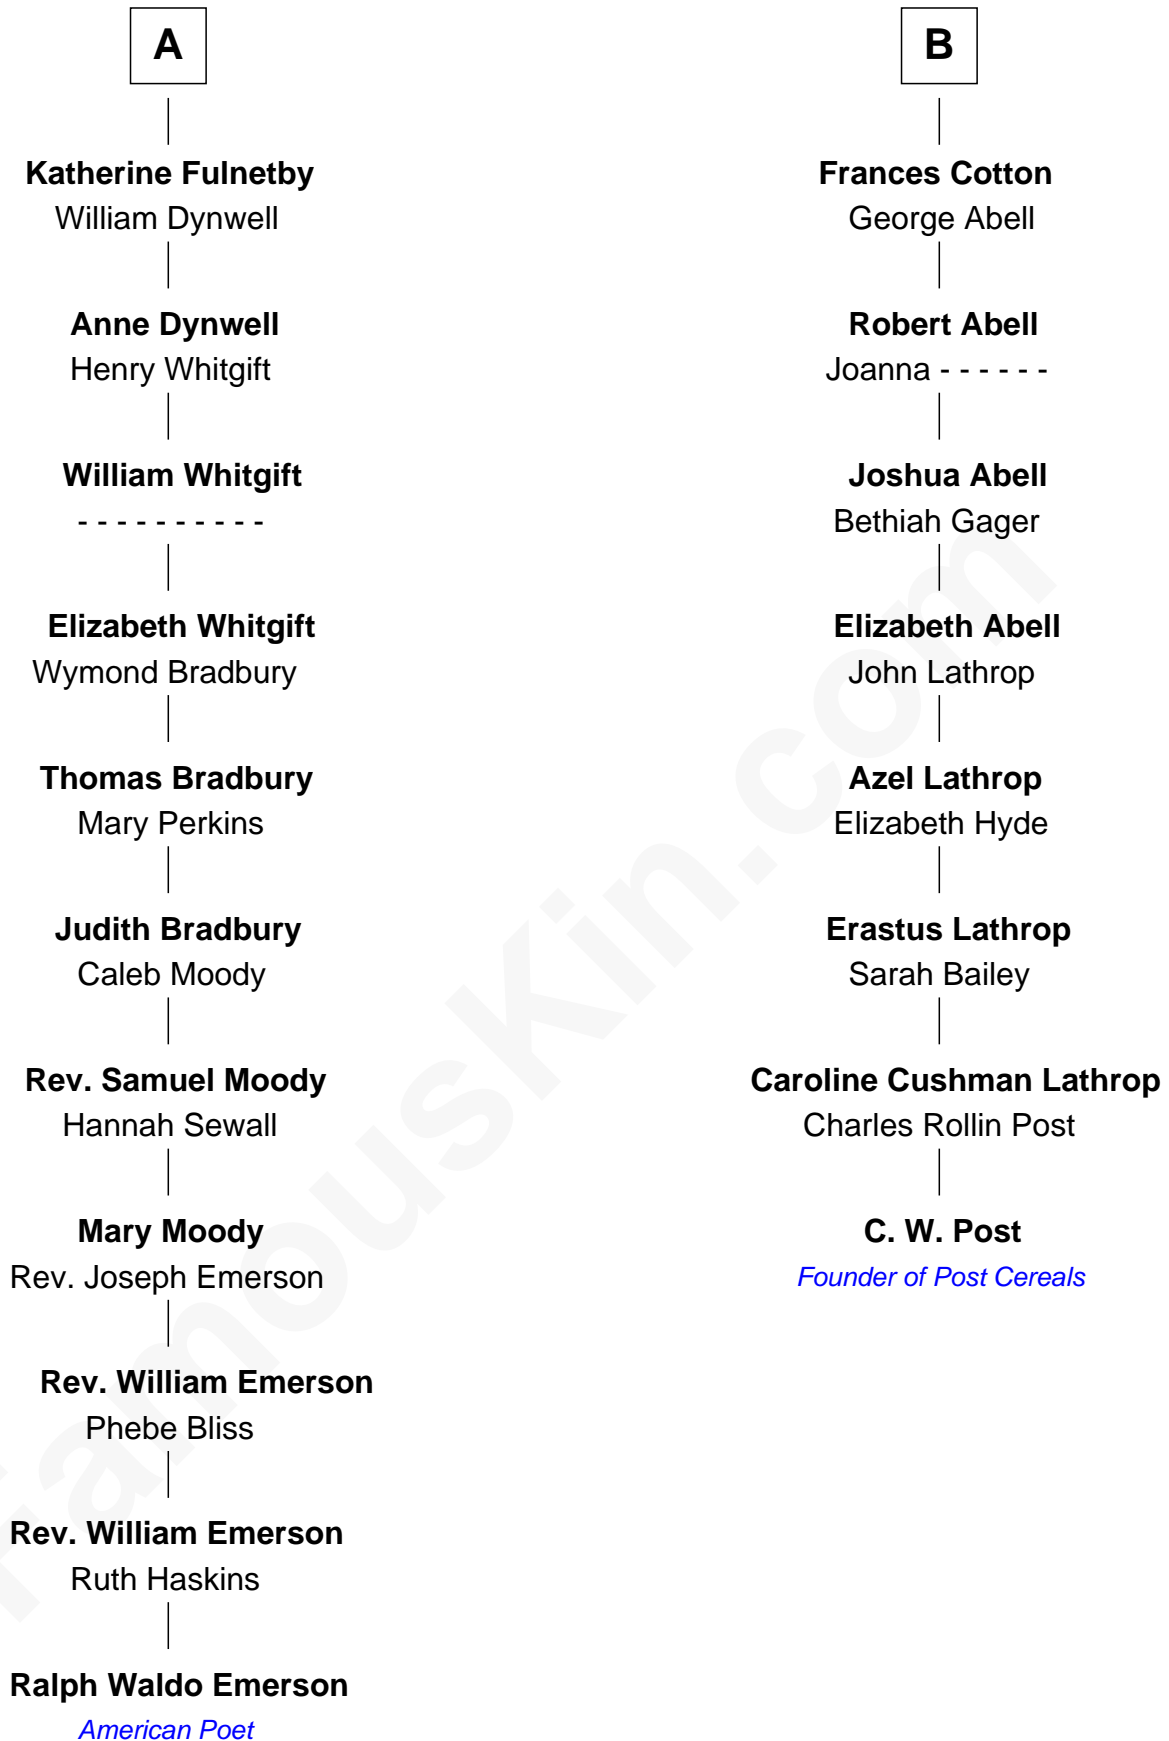 A
Katherine Fulnetby
William Dynwell
Anne Dynwell
Henry Whitgift
William Whitgift
- - - - - - - - - -
Elizabeth Whitgift
Wymond Bradbury
Thomas Bradbury
Mary Perkins
Judith Bradbury
Caleb Moody
Rev. Samuel Moody
Hannah Sewall
Mary Moody
Rev. Joseph Emerson
Rev. William Emerson
Phebe Bliss
Rev. William Emerson
Ruth Haskins
Ralph Waldo Emerson
American Poet
B
Frances Cotton
George Abell
Robert Abell
Joanna - - - - - -
Joshua Abell
Bethiah Gager
Elizabeth Abell
John Lathrop
Azel Lathrop
Elizabeth Hyde
Erastus Lathrop
Sarah Bailey
Caroline Cushman Lathrop
Charles Rollin Post
C. W. Post
Founder of Post Cereals
FamousKin.com